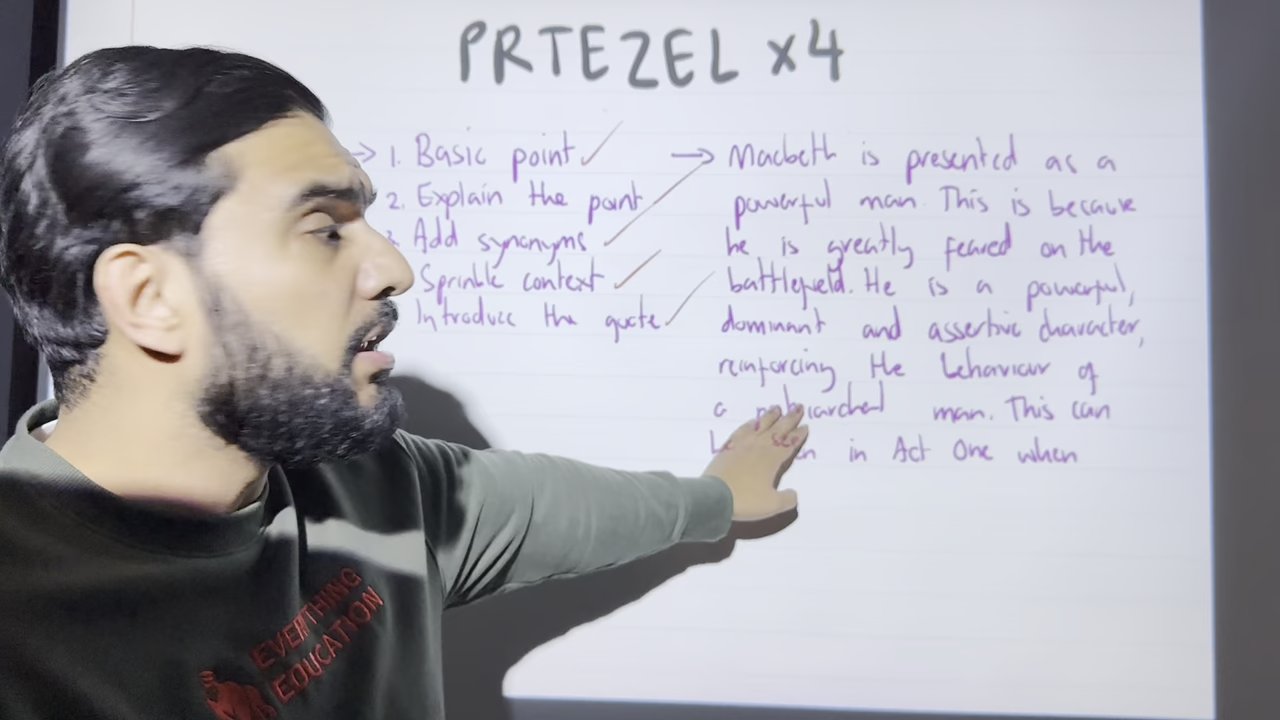 PRTEZEL x4
→ 1. Basic point ✓
2. Explain the point
Add synonyms ✓
Sprinkle context ✓
Introduce the quote ✓
→ Macbeth is presented as a
powerful man. This is because
he is greatly feared on the
battlefield. He is a powerful,
dominant and assertive character,
reinforcing the behaviour of
a man. This can
in Act One when
EVERYTHING
EDUCATION